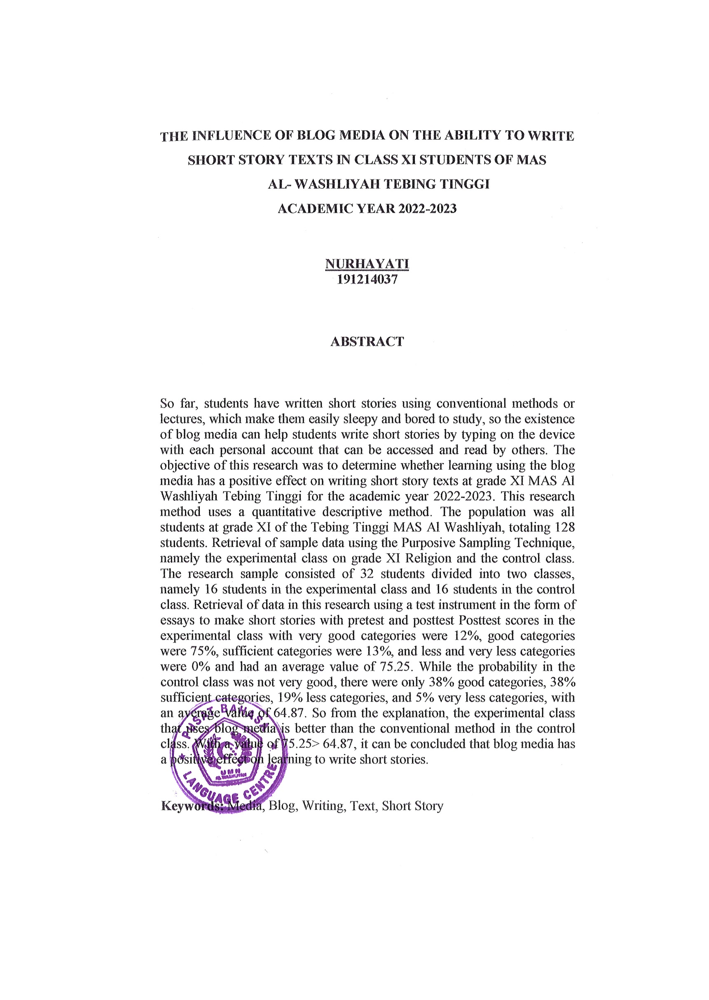 THE INFLUENCE OF BLOG MEDIA ON THE ABILITY TO WRITE
SHORT STORY TEXTS IN CLASS XI STUDENTS OF MAS
AL- WASHLIYAH TEBING TINGGI
ACADEMIC YEAR 2022-2023
NURHAYATI
191214037
ABSTRACT
So far, students have written short stories using conventional methods or
lectures, which make them easily sleepy and bored to study, so the existence
of blog media can help students write short stories by typing on the device
with each personal account that can be accessed and read by others. The
objective of this research was to determine whether learning using the blog
media has a positive effect on writing short story texts at grade XI MAS Al
Washliyah Tebing Tinggi for the academic year 2022-2023. This research
method uses a quantitative descriptive method. The population was all
students at grade XI of the Tebing Tinggi MAS Al Washliyah, totaling 128
students. Retrieval of sample data using the Purposive Sampling Technique,
namely the experimental class on grade XI Religion and the control class.
The research sample consisted of 32 students divided into two classes,
namely 16 students in the experimental class and 16 students in the control
class. Retrieval of data in this research using a test instrument in the form of
essays to make short stories with pretest and posttest Posttest scores in the
experimental class with very good categories were 12%, good categories
were 75%, sufficient categories were 13%, and less and very less categories
were 0% and had an average value of 75.25. While the probability in the
control class was not very good, there were only 38% good categories, 38%
sufficient categories, 19% less categories, and 5% very less categories, with
an average value of 64.87. So from the explanation, the experimental class
that uses blog media is better than the conventional method in the control
class. With a value of 75.25> 64.87, it can be concluded that blog media has
a positive effect on learning to write short stories.
PUSAT BAHASA
UMN
AL WASHLIYAH
LANGUAGE CENTRE
Keywords: Media, Blog, Writing, Text, Short Story